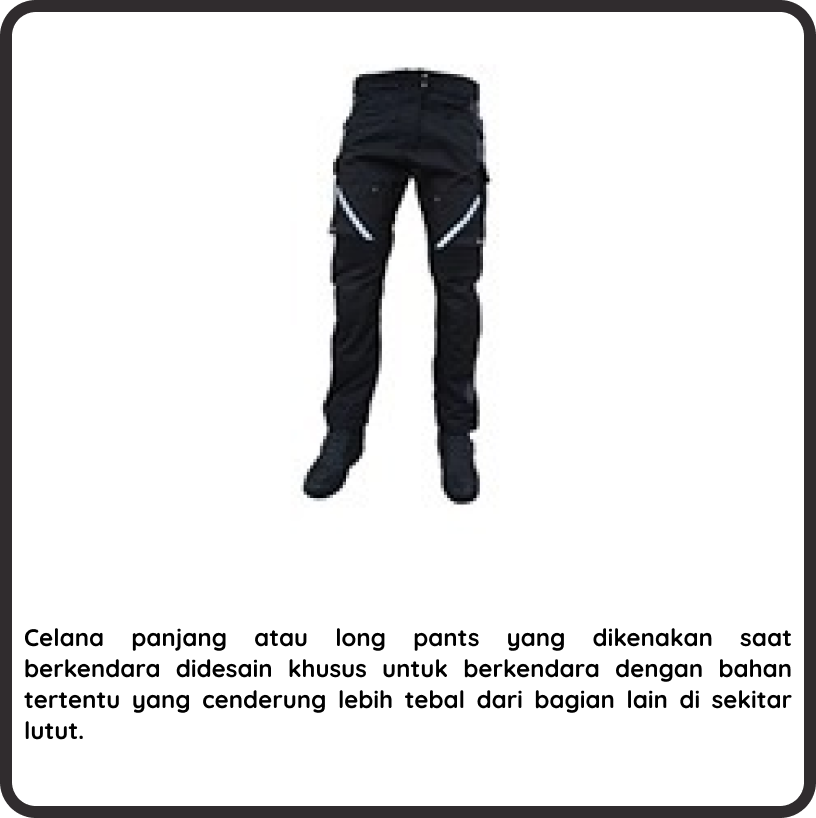 Celana panjang atau long pants yang dikenakan saat
berkendara didesain khusus untuk berkendara dengan bahan
tertentu yang cenderung lebih tebal dari bagian lain di sekitar
lutut.